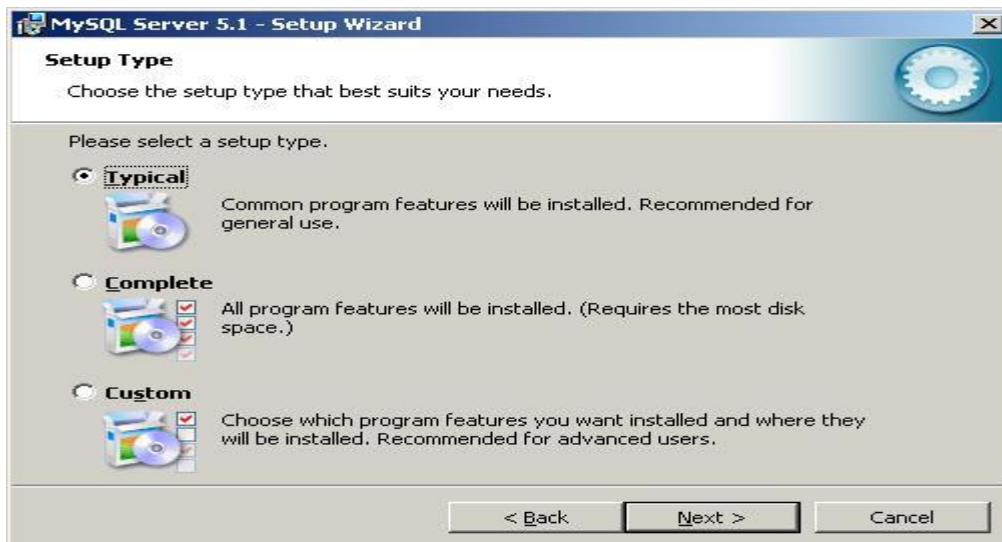 MySQL Server 5.1 - Setup Wizard
Setup Type
Choose the setup type that best suits your needs.
Please select a setup type.
Typical
Common program features will be installed. Recommended for
general use.
Complete
All program features will be installed. (Requires the most disk
space.)
Custom
Choose which program features you want installed and where they
will be installed. Recommended for advanced users.
< Back
Next >
Cancel